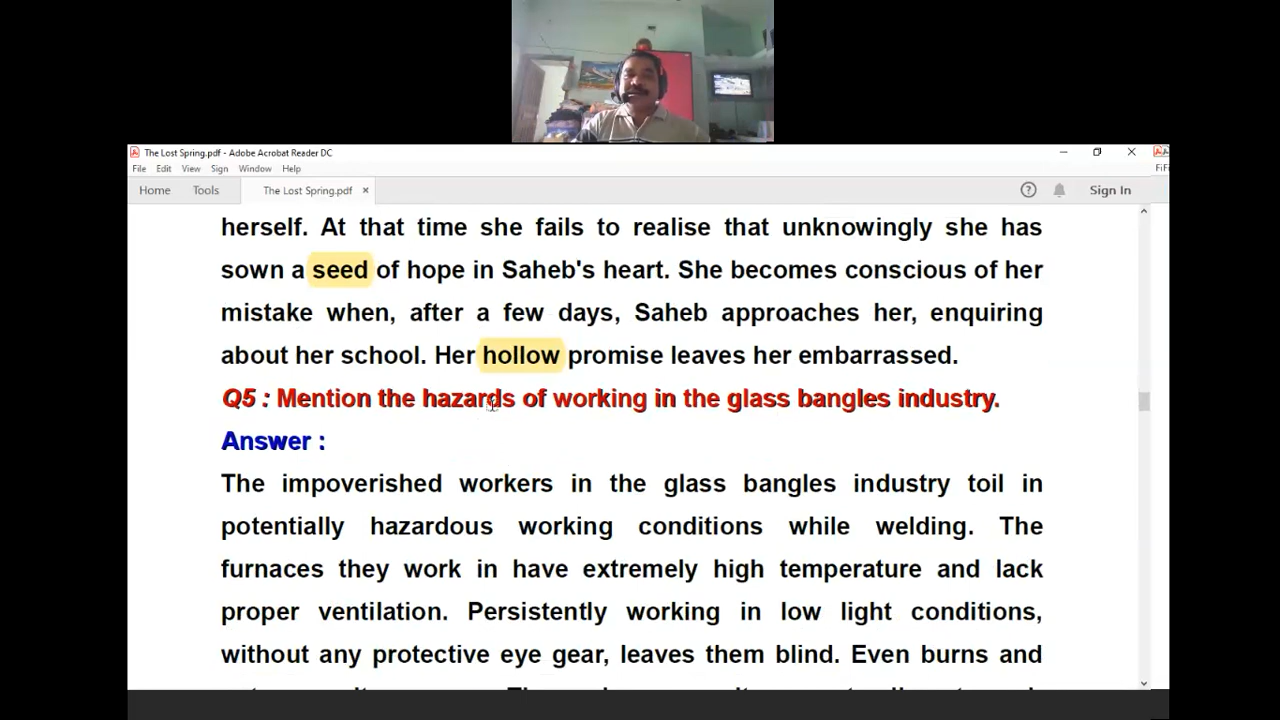 The Lost Spring.pdf - Adobe Acrobat Reader DC
File Edit View Sign Window Help
Home Tools The Lost Spring.pdf × Sign In
herself. At that time she fails to realise that unknowingly she has
sown a seed of hope in Saheb's heart. She becomes conscious of her
mistake when, after a few days, Saheb approaches her, enquiring
about her school. Her hollow promise leaves her embarrassed.
Q5 : Mention the hazards of working in the glass bangles industry.
Answer :
The impoverished workers in the glass bangles industry toil in
potentially hazardous working conditions while welding. The
furnaces they work in have extremely high temperature and lack
proper ventilation. Persistently working in low light conditions,
without any protective eye gear, leaves them blind. Even burns and